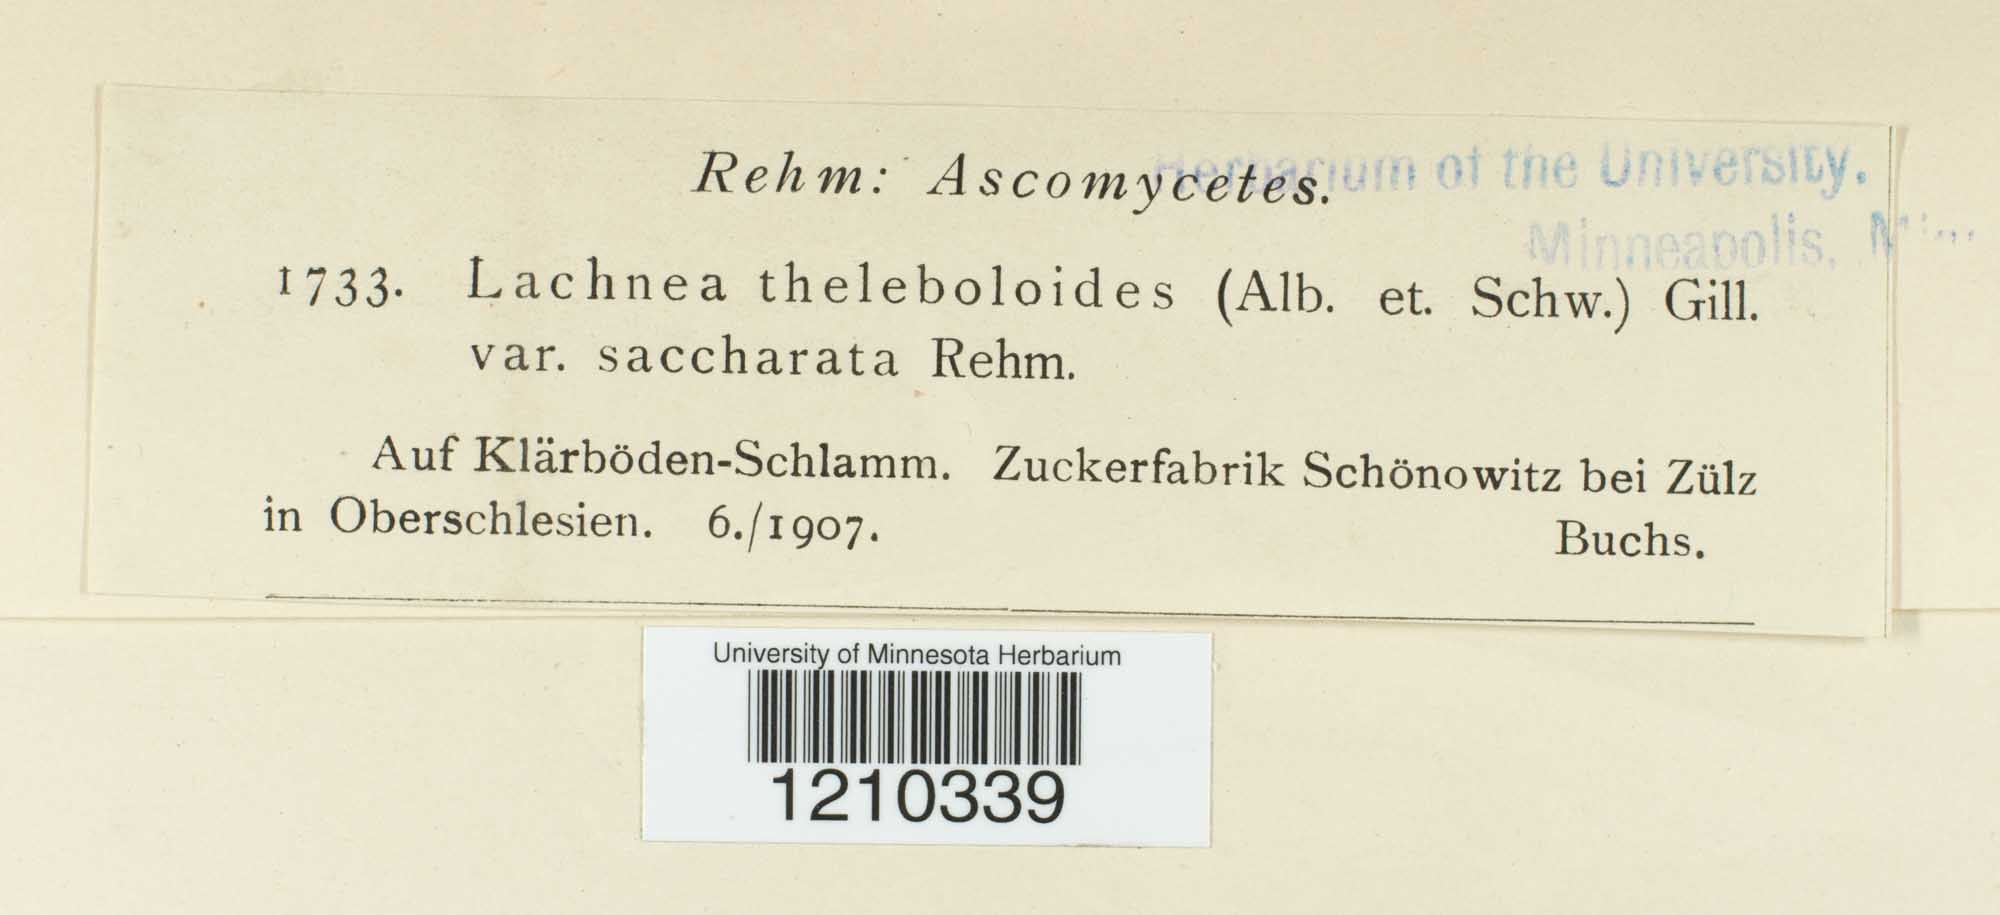 Rehm: Ascomycetes.
Herbarium of the University.
Minneapolis,
1733. Lachnea theleboloides (Alb. et. Schw.) Gill.
var. saccharata Rehm.
Auf Klärböden-Schlamm. Zuckerfabrik Schönowitz bei Zülz
in Oberschlesien. 6./1907. Buchs.
University of Minnesota Herbarium
1210339